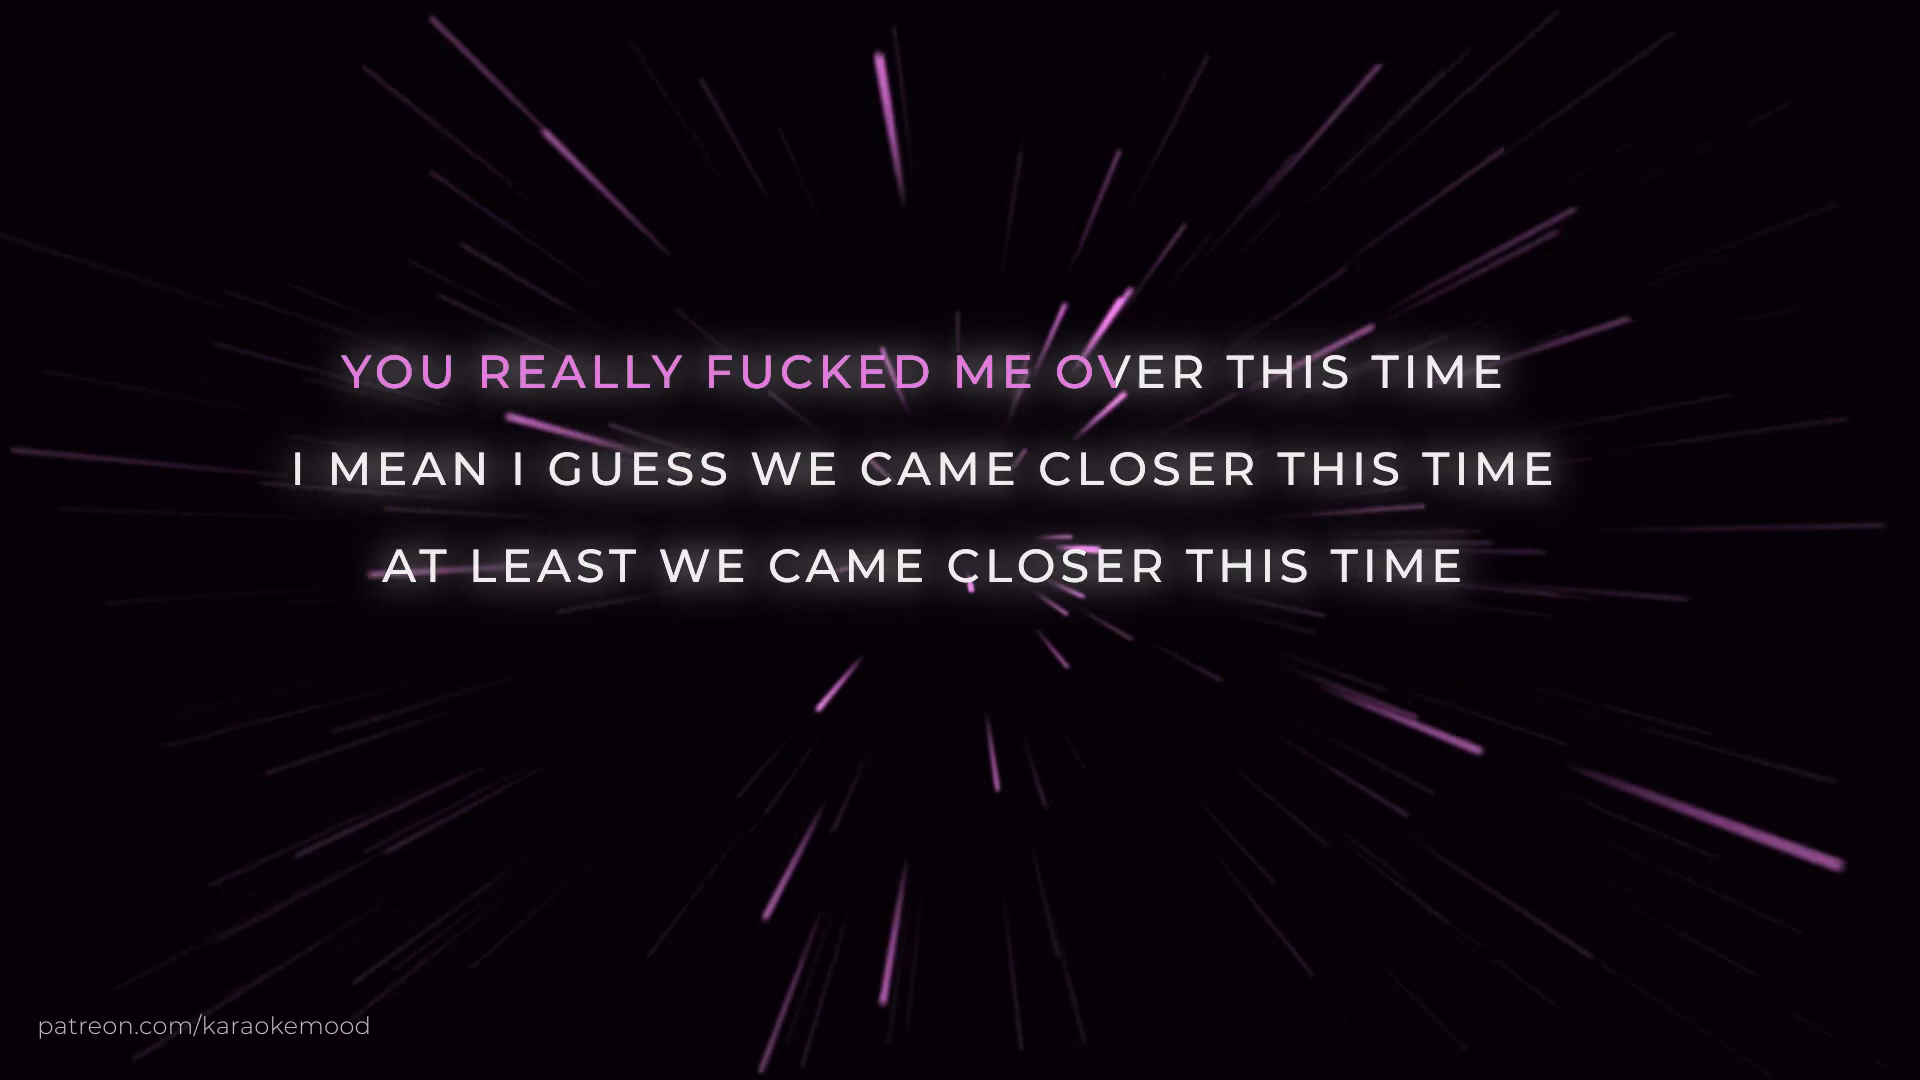 YOU REALLY FUCKED ME OVER THIS TIME
I MEAN I GUESS WE CAME CLOSER THIS TIME
AT LEAST WE CAME CLOSER THIS TIME
patreon.com/karaokemood